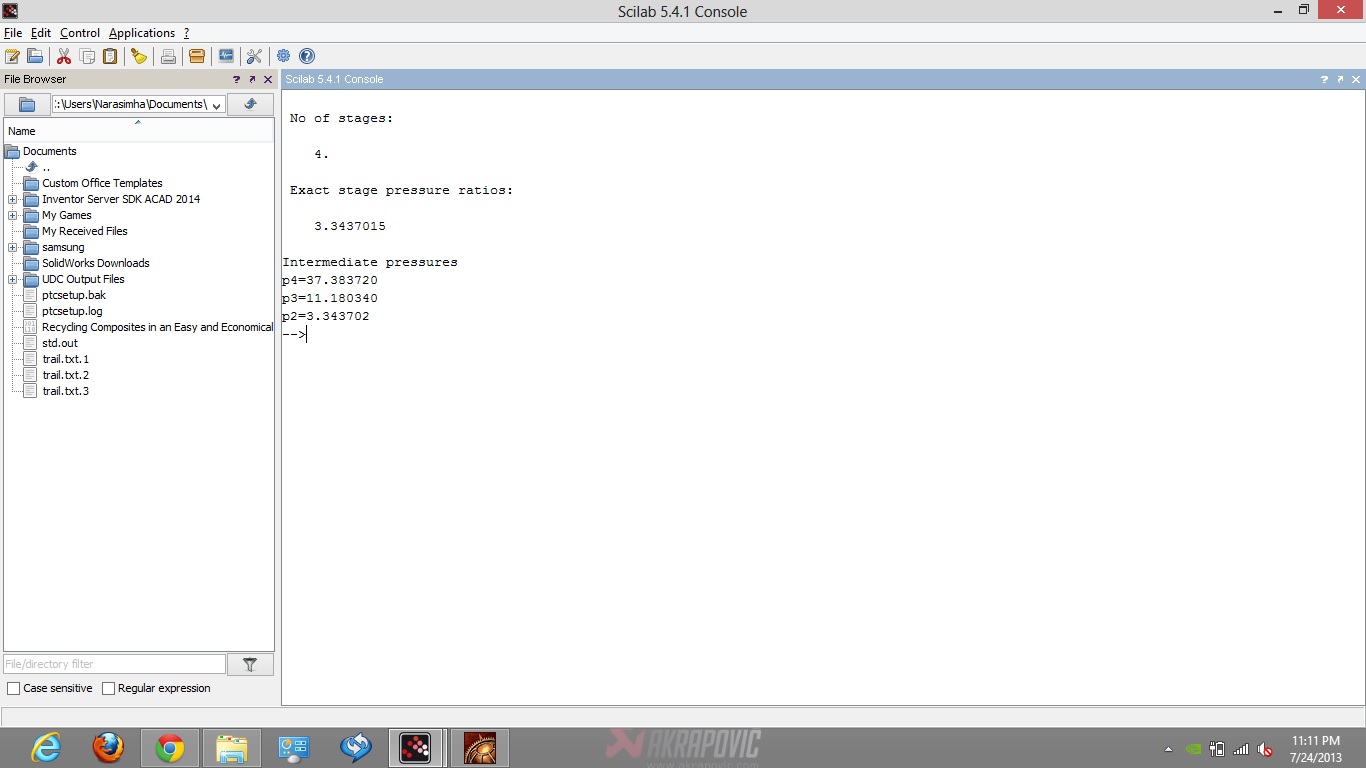 Scilab 5.4.1 Console
File Edit Control Applications ?
File Browser
Scilab 5.4.1 Console
:\Users\Narasimha\Documents\
Name
Documents
..
Custom Office Templates
Inventor Server SDK ACAD 2014
My Games
My Received Files
samsung
SolidWorks Downloads
UDC Output Files
ptcsetup.bak
ptcsetup.log
Recycling Composites in an Easy and Economical
std.out
trail.txt.1
trail.txt.2
trail.txt.3
File/directory filter
Case sensitive
Regular expression
No of stages:
4.
Exact stage pressure ratios:
3.3437015
Intermediate pressures
p4=37.383720
p3=11.180340
p2=3.343702
-->
AKRAPOVIC
www.akrapovic.com
11:11 PM
7/24/2013